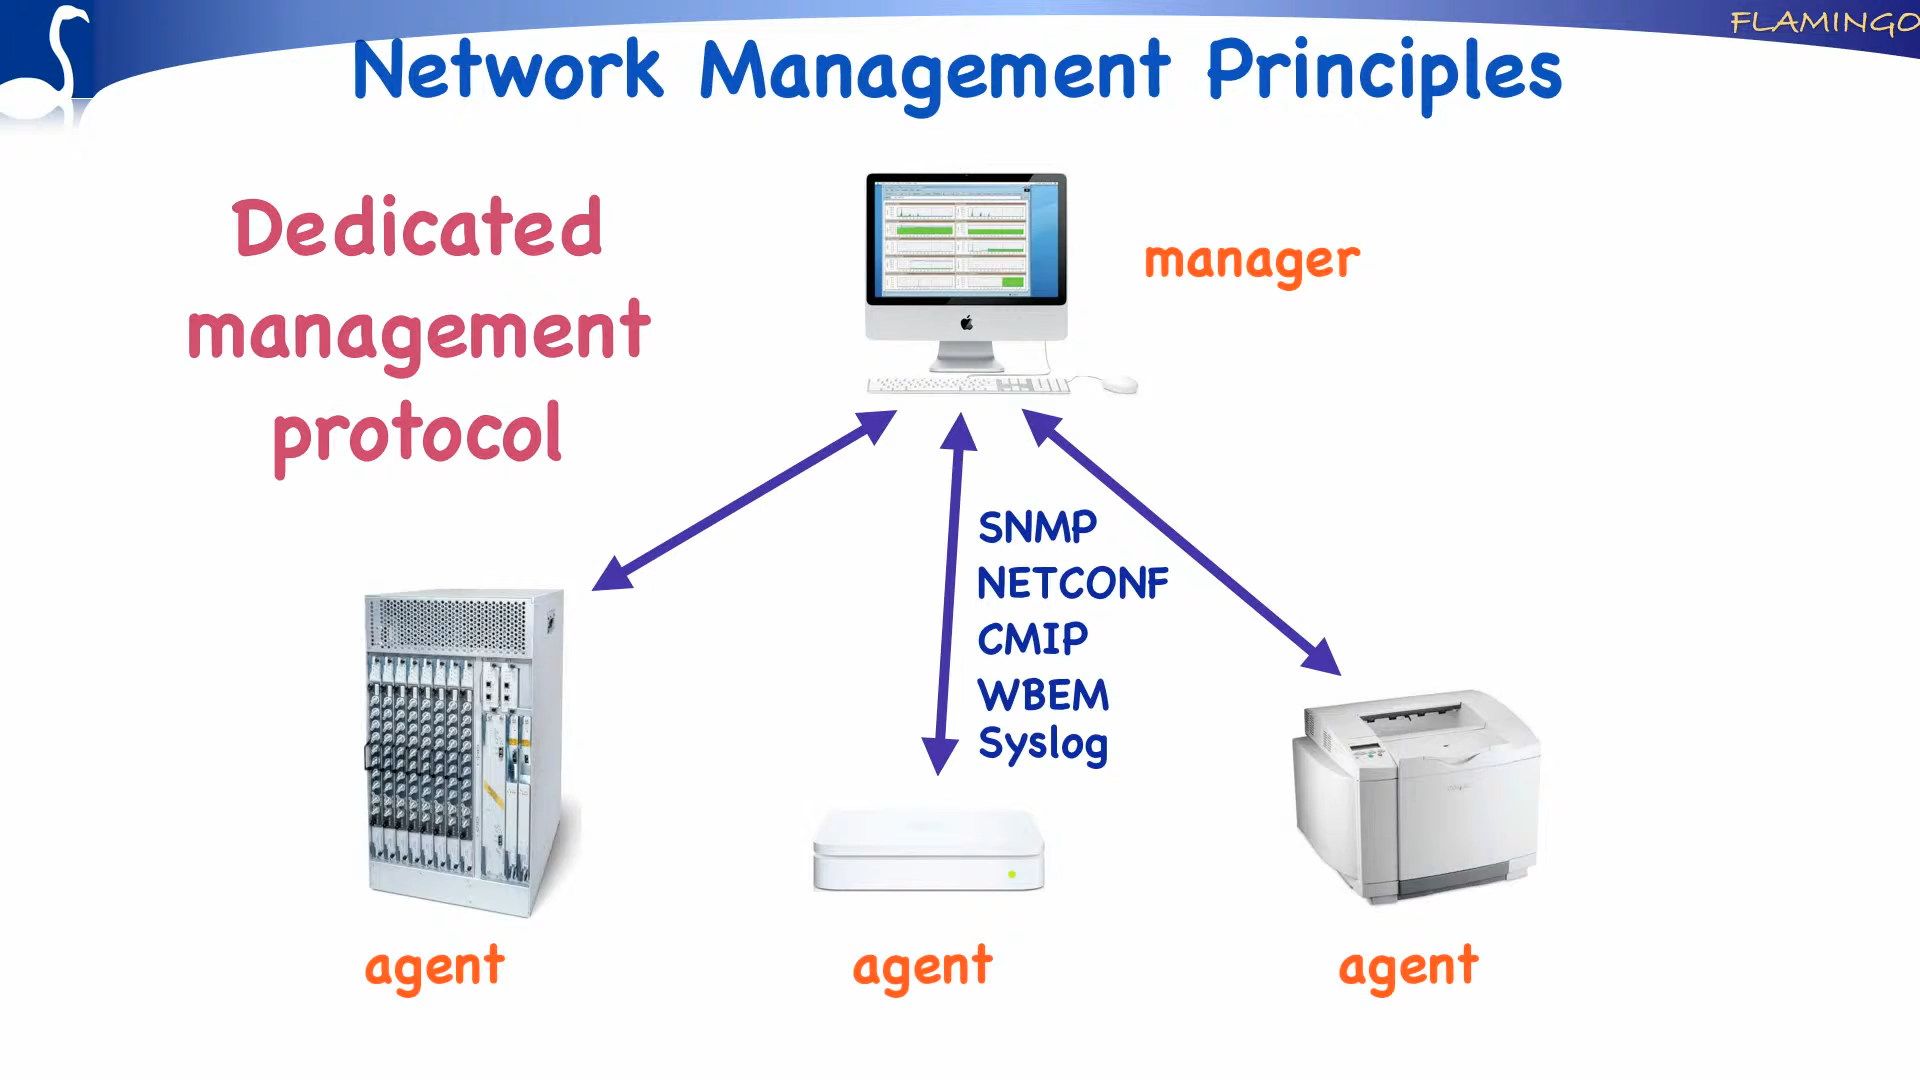 FLAMINGO
Network Management Principles
Dedicated
management
protocol
manager
SNMP
NETCONF
CMIP
WBEM
Syslog
agent
agent
agent